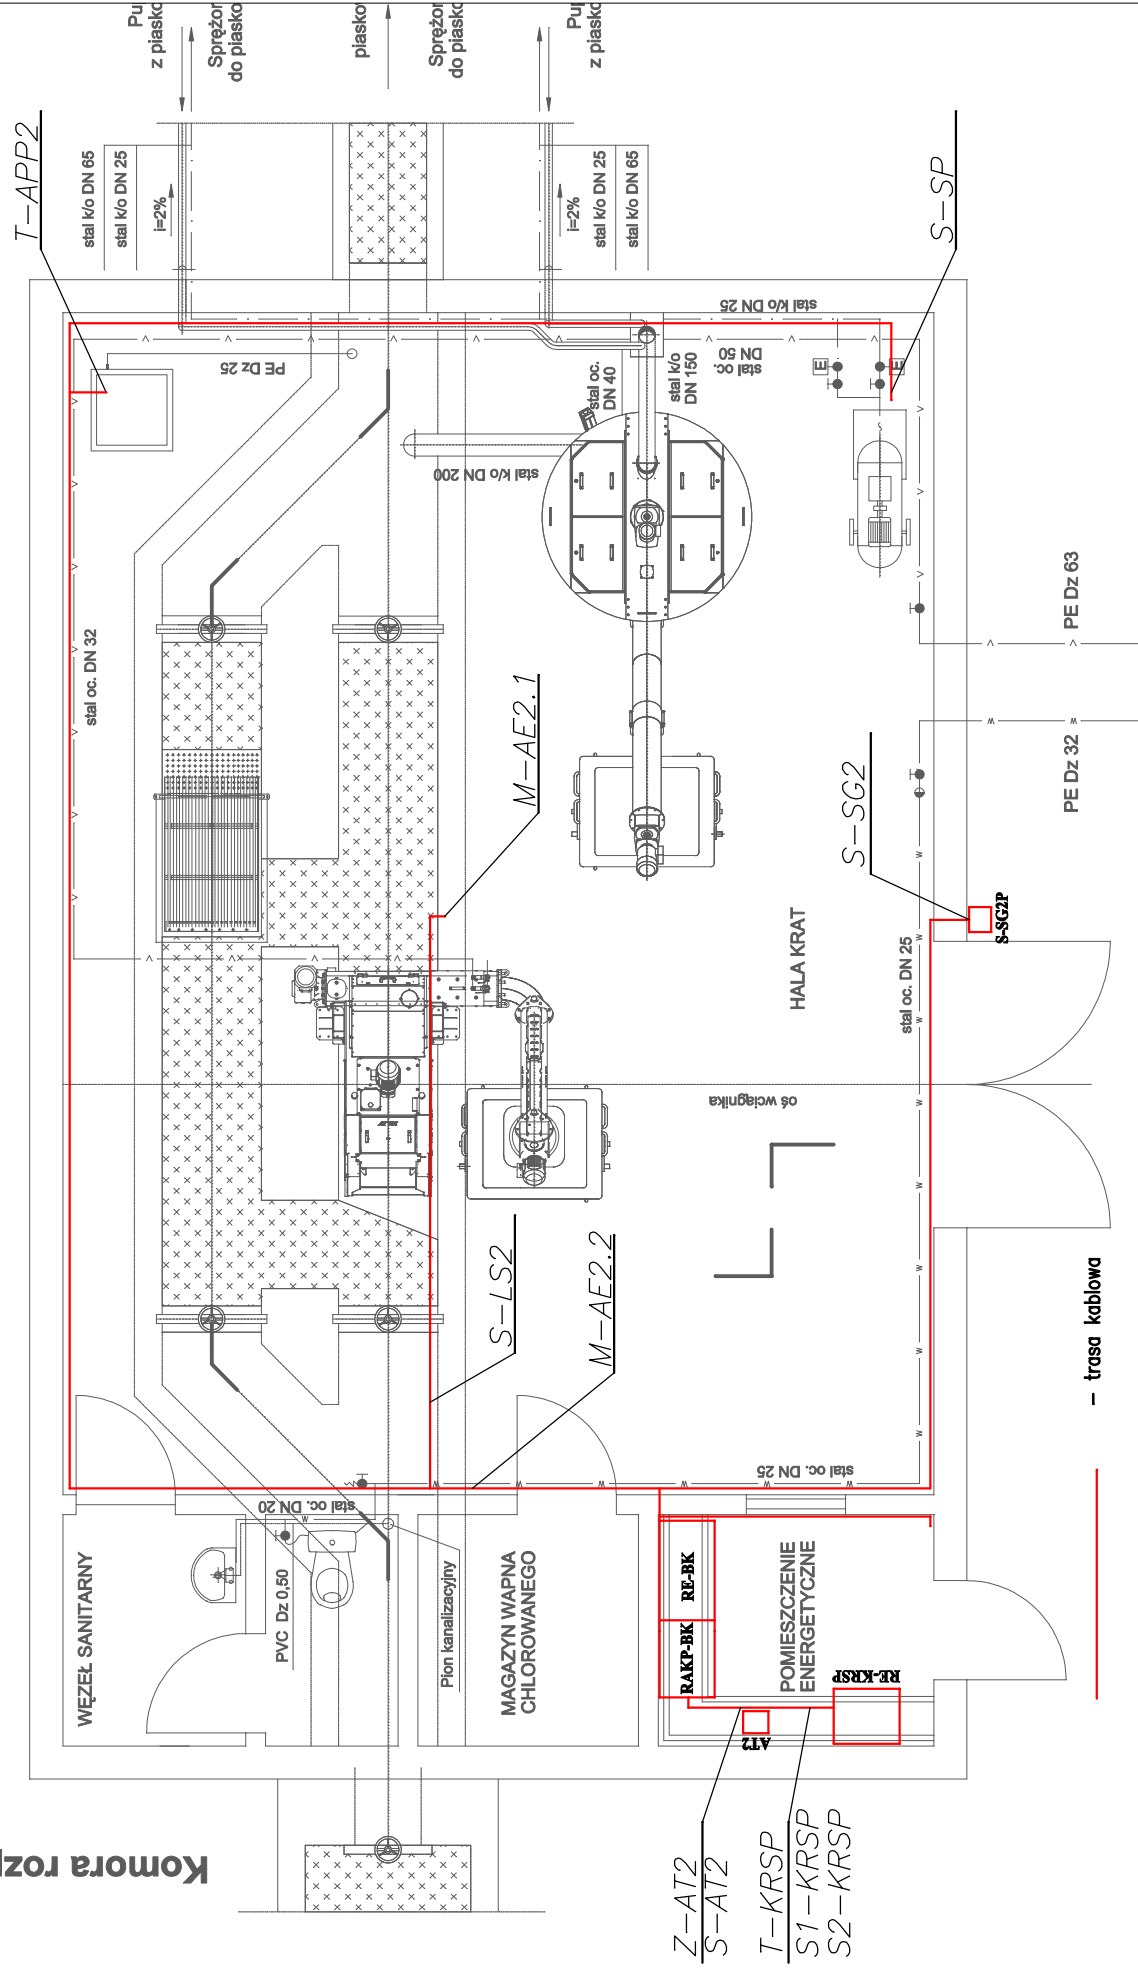 T-APP2
stal k/o DN 65
stal k/o DN 25
i=2%
z piasko
do piasko
piasko
do piasko
z piasko
i=2%
stal k/o DN 25
stal k/o DN 65
S-SP
stal k/o DN 25
stal oc.
DN 50
PE Dz 25
stal oc.
DN 40
stal k/o
DN 150
stal k/o DN 200
E
E
stal oc. DN 32
M-AE2.1
PE Dz 63
PE Dz 32
S-SG2
S-SG2P
HALA KRAT
stal oc. DN 25
oś wciągnika
S-LS2
M-AE2.2
- trasa kablowa
stal oc. DN 25
stal oc. DN 20
WĘZEŁ SANITARNY
PVC Dz 0,50
Pion kanalizacyjny
MAGAZYN WAPNA
CHLOROWANEGO
RE-BK
RAKP-BK
POMIESZCZENIE
ENERGETYCZNE
RE-KRSP
AT2
Z-AT2
S-AT2
T-KRSP
S1-KRSP
S2-KRSP
Komora